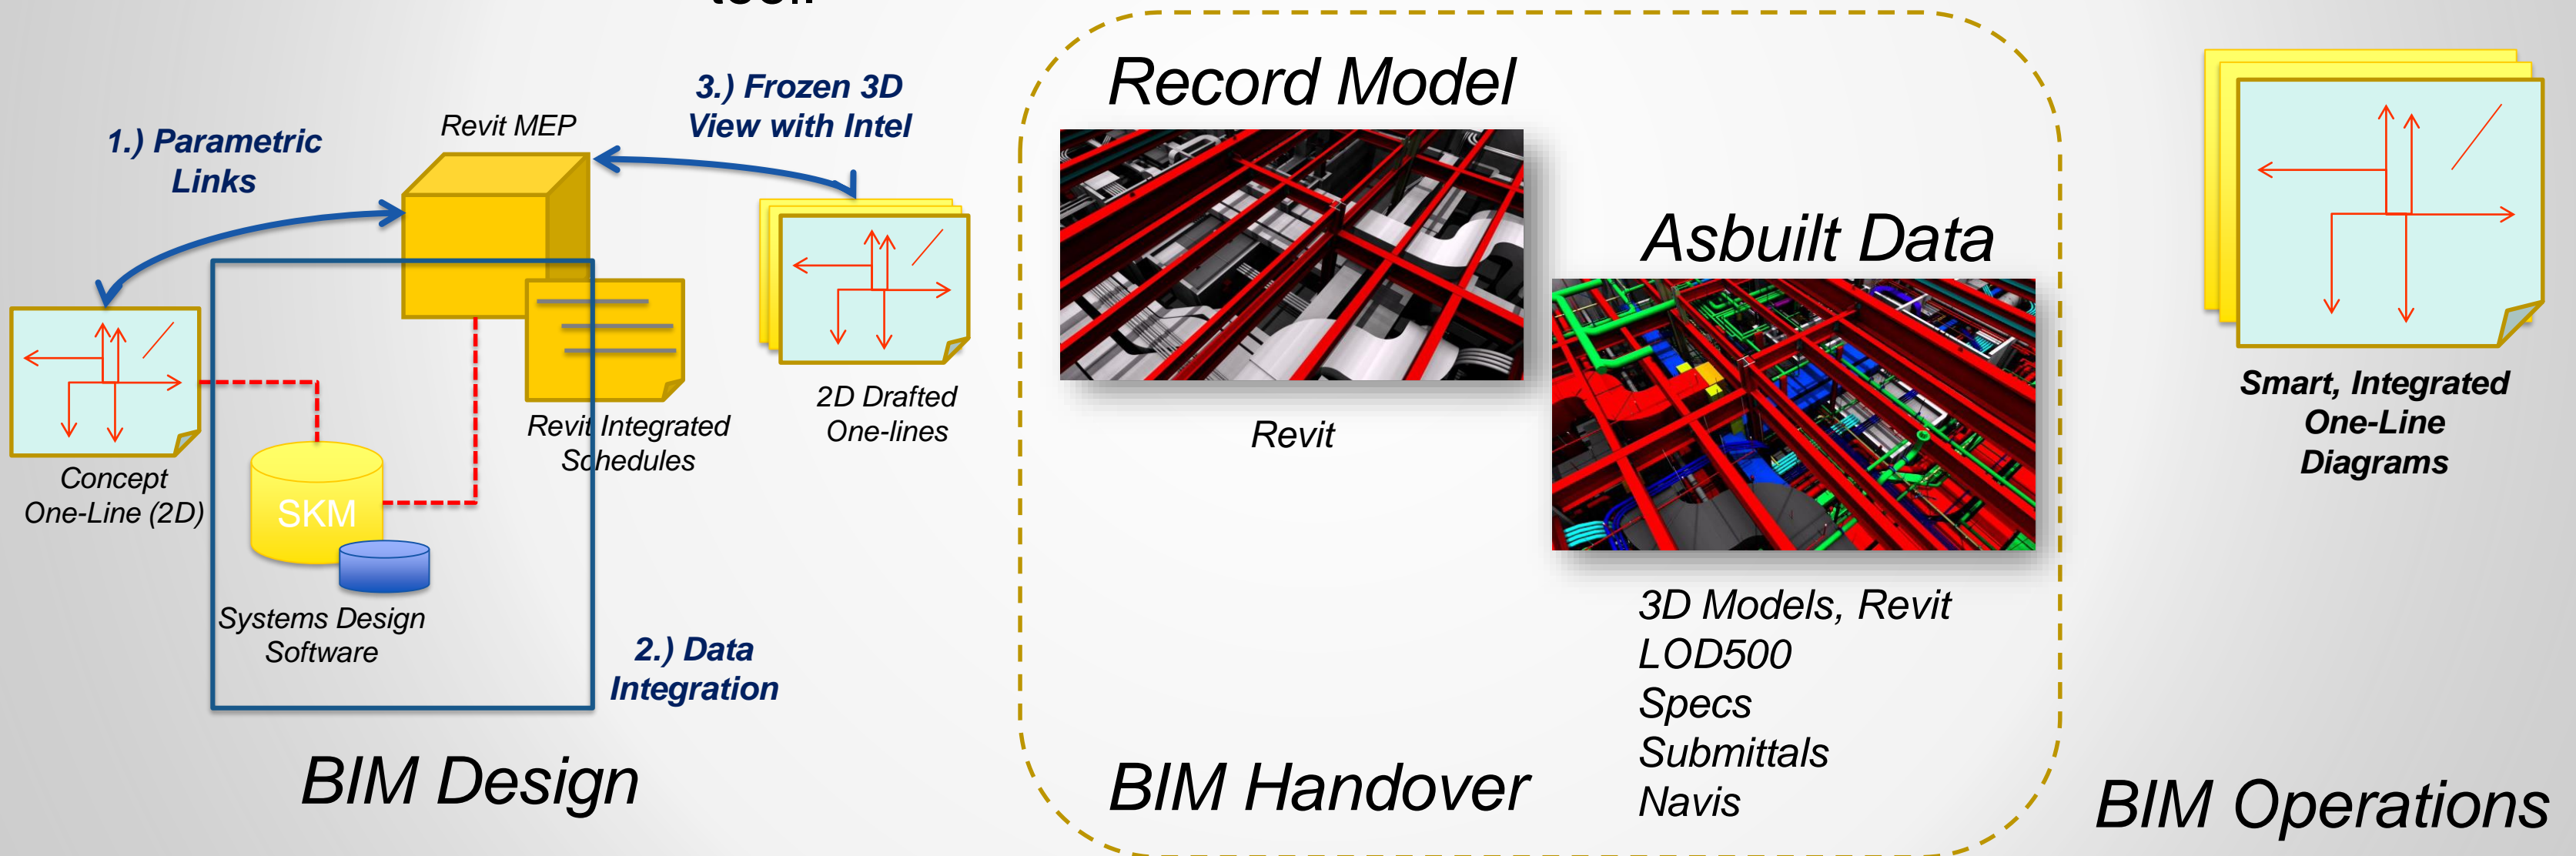 1.) Parametric
Links
Revit MEP
3.) Frozen 3D
View with Intel
Concept
One-Line (2D)
SKM
Systems Design
Software
Revit Integrated
Schedules
2D Drafted
One-lines
2.) Data
Integration
BIM Design
Record Model
Revit
Asbuilt Data
3D Models, Revit
LOD500
Specs
Submittals
Navis
BIM Handover
Smart, Integrated
One-Line
Diagrams
BIM Operations